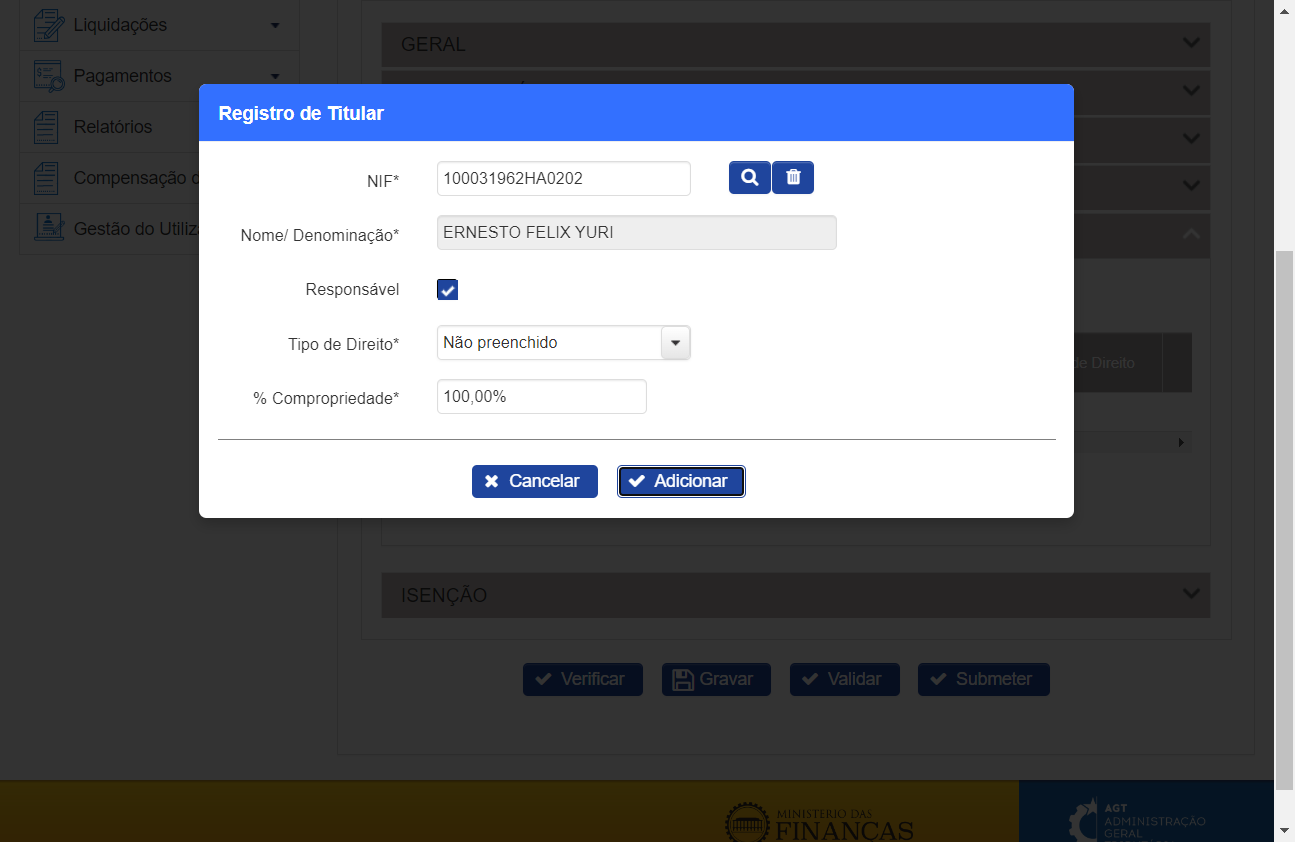 Liquidações
Pagamentos
Relatórios
Compensação
Gestão do
GERAL
Registro de Titular
NIF* 100031962HA0202
Nome/ Denominação* ERNESTO FELIX YURI
Responsável
Tipo de Direito* Não preenchido
% Compropriedade* 100,00%
Cancelar Adicionar
de Direito
ISENÇÃO
Verificar Gravar Validar Submeter
MINISTÉRIO DAS
FINANÇAS
AGT
ADMINISTRAÇÃO
GERAL